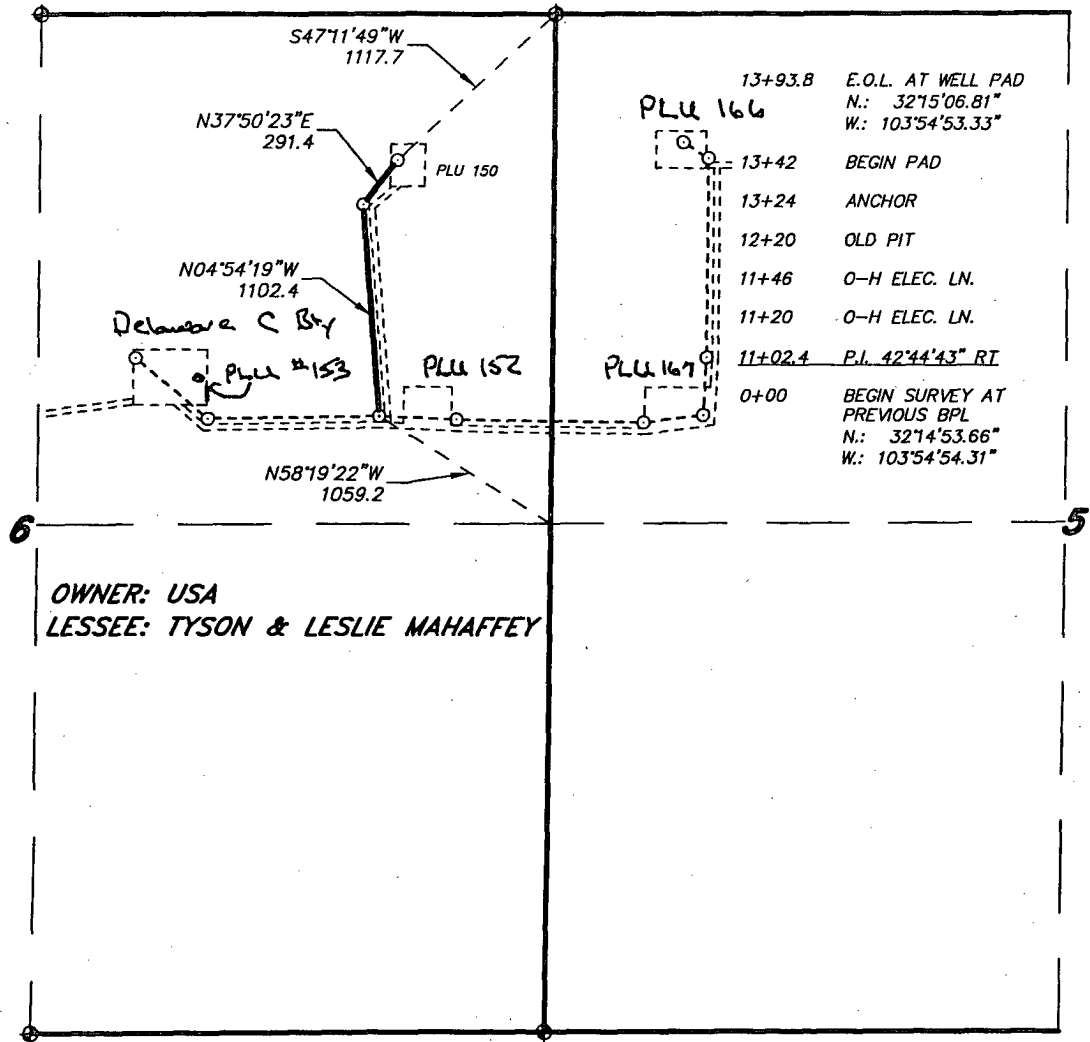 S47°11'49"W
1117.7
N37°50'23"E
291.4
PLU 150
N04°54'19"W
1102.4
Delaware C Bty
PLU #153
PLU 152
PLU 167
PLU 166
N58°19'22"W
1059.2
13+93.8 E.O.L. AT WELL PAD
N.: 32°15'06.81"
W.: 103°54'53.33"
13+42 BEGIN PAD
13+24 ANCHOR
12+20 OLD PIT
11+46 O-H ELEC. LN.
11+20 O-H ELEC. LN.
11+02.4 P.I. 42°44'43" RT
0+00 BEGIN SURVEY AT
PREVIOUS BPL
N.: 32°14'53.66"
W.: 103°54'54.31"
6
5
OWNER: USA
LESSEE: TYSON & LESLIE MAHAFFEY